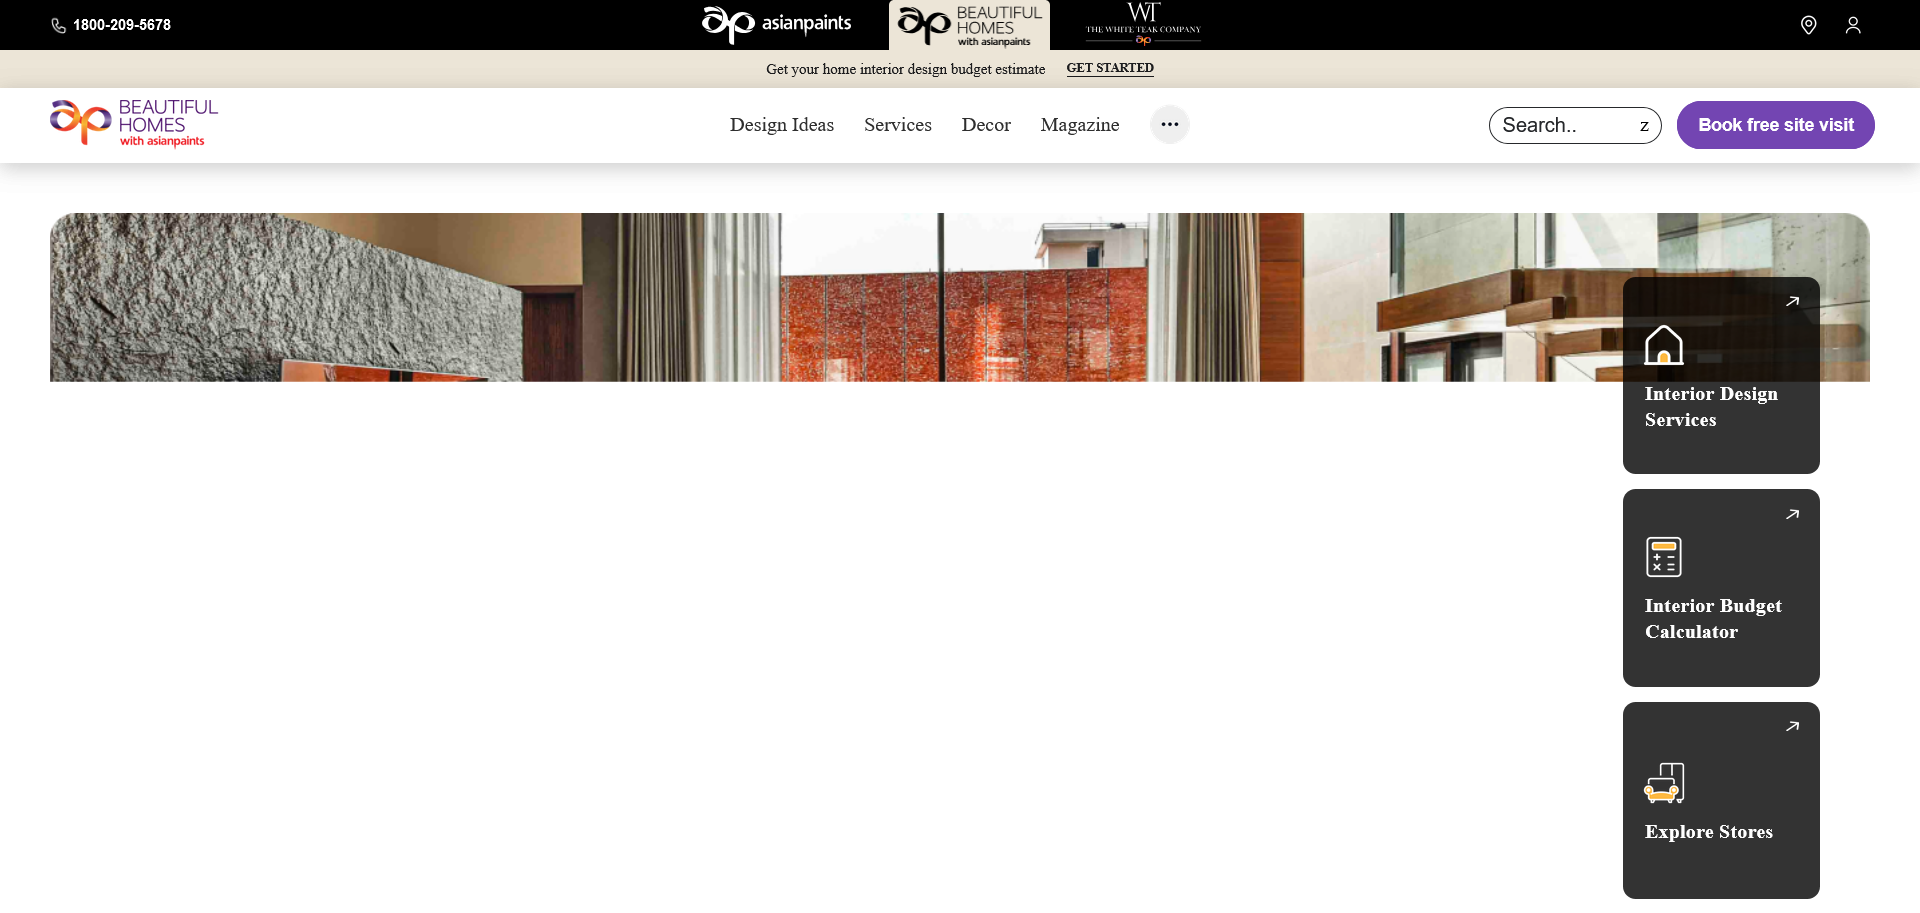 1800-209-5678
asianpaints
BEAUTIFUL
HOMES
with asianpaints
WT
THE WHITE TEAK COMPANY
Get your home interior design budget estimate GET STARTED
BEAUTIFUL
HOMES
with asianpaints
Design Ideas Services Decor Magazine
Search.. z
Book free site visit
Interior Design
Services
Interior Budget
Calculator
Explore Stores